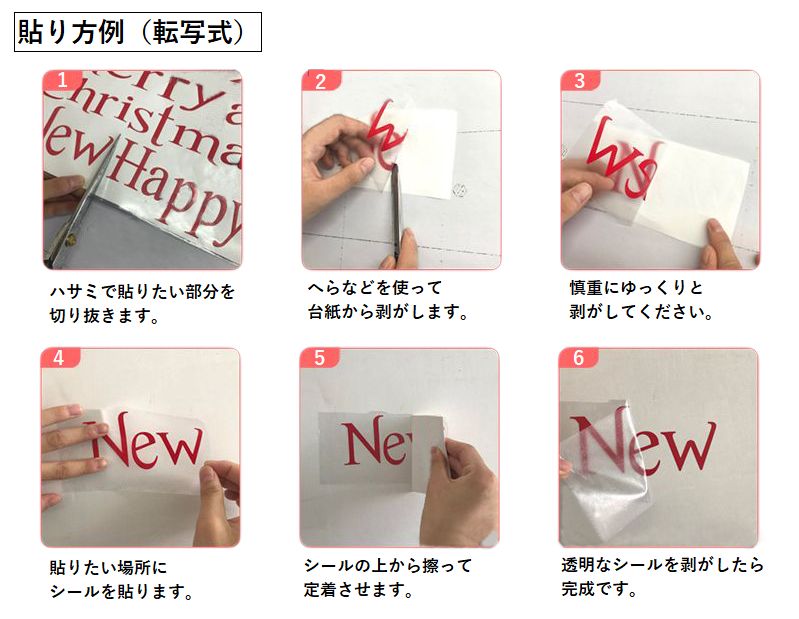 貼り方例（転写式）
1
Merry a
Christma
New Happy
ハサミで貼りたい部分を
切り抜きます。
2
へらなどを使って
台紙から剥がします。
3
慎重にゆっくりと
剥がしてください。
4
New
貼りたい場所に
シールを貼ります。
5
New
シールの上から擦って
定着させます。
6
New
透明なシールを剥がしたら
完成です。